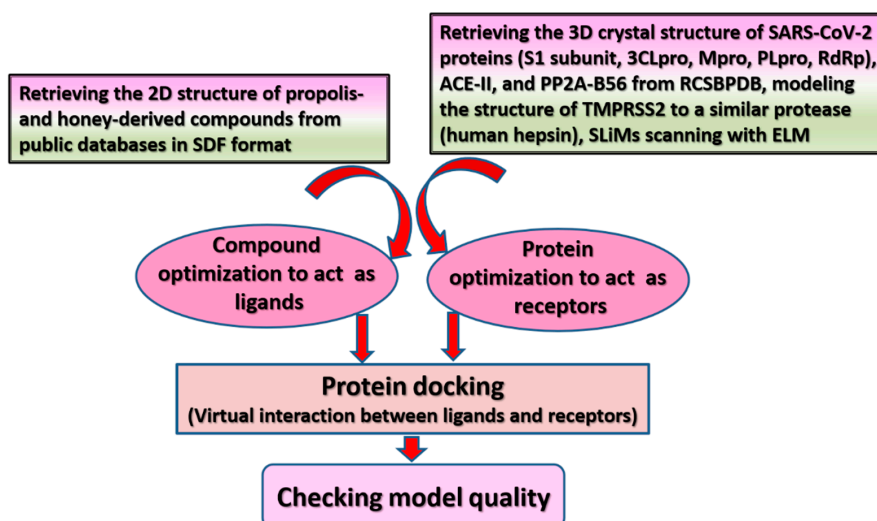 Retrieving the 2D structure of propolis-
and honey-derived compounds from
public databases in SDF format
Retrieving the 3D crystal structure of SARS-CoV-2
proteins (S1 subunit, 3CLpro, Mpro, PLpro, RdRp),
ACE-II, and PP2A-B56 from RCSBPDB, modeling
the structure of TMPRSS2 to a similar protease
(human hepsin), SLiMs scanning with ELM
Compound
optimization to act as
ligands
Protein
optimization to act as
receptors
Protein docking
(Virtual interaction between ligands and receptors)
Checking model quality